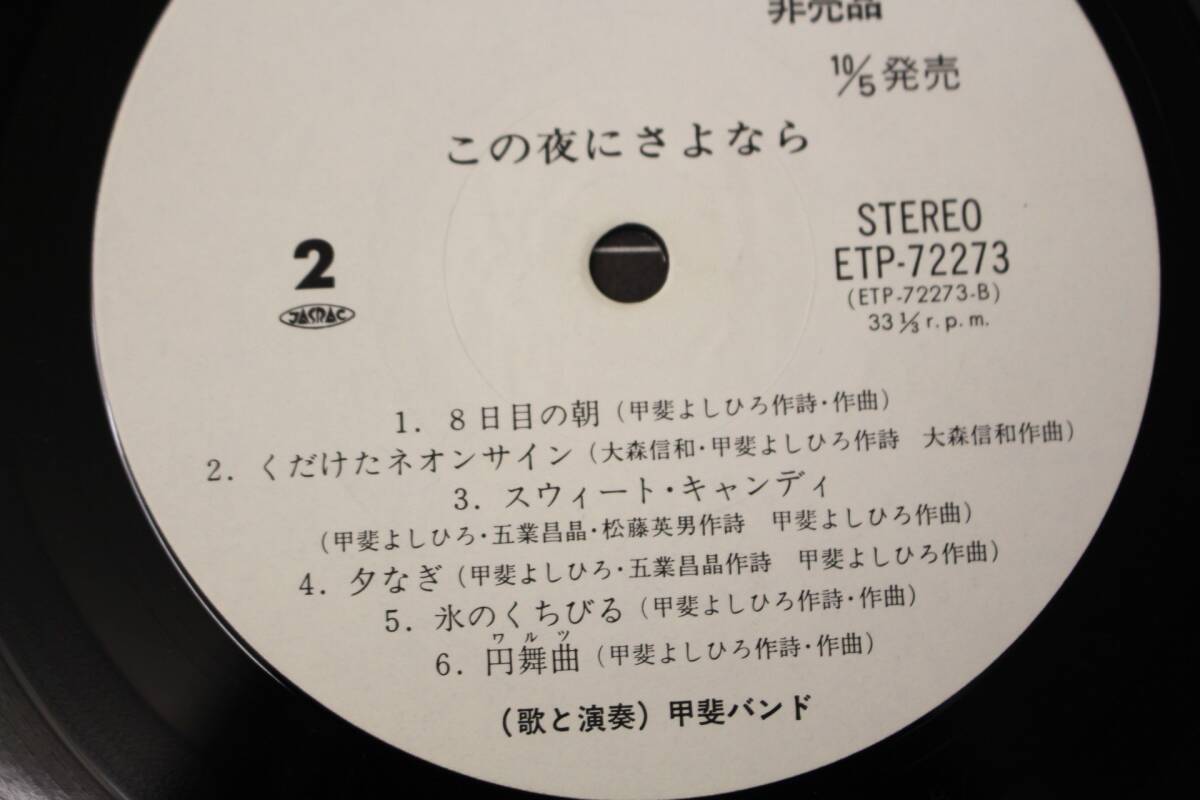 非売品
10/5発売
この夜にさよなら
2
JASRAC
STEREO
ETP-72273
(ETP-72273-B)
33 1/3 r.p.m.
1. 8日目の朝 (甲斐よしひろ作詩・作曲)
2. くだけたネオンサイン (大森信和・甲斐よしひろ作詩 大森信和作曲)
3. スウィート・キャンディ
(甲斐よしひろ・五業昌晶・松藤英男作詩 甲斐よしひろ作曲)
4. 夕なぎ (甲斐よしひろ・五業昌晶作詩 甲斐よしひろ作曲)
5. 氷のくちびる (甲斐よしひろ作詩・作曲)
ワルツ
6. 円舞曲 (甲斐よしひろ作詩・作曲)
(歌と演奏) 甲斐バンド